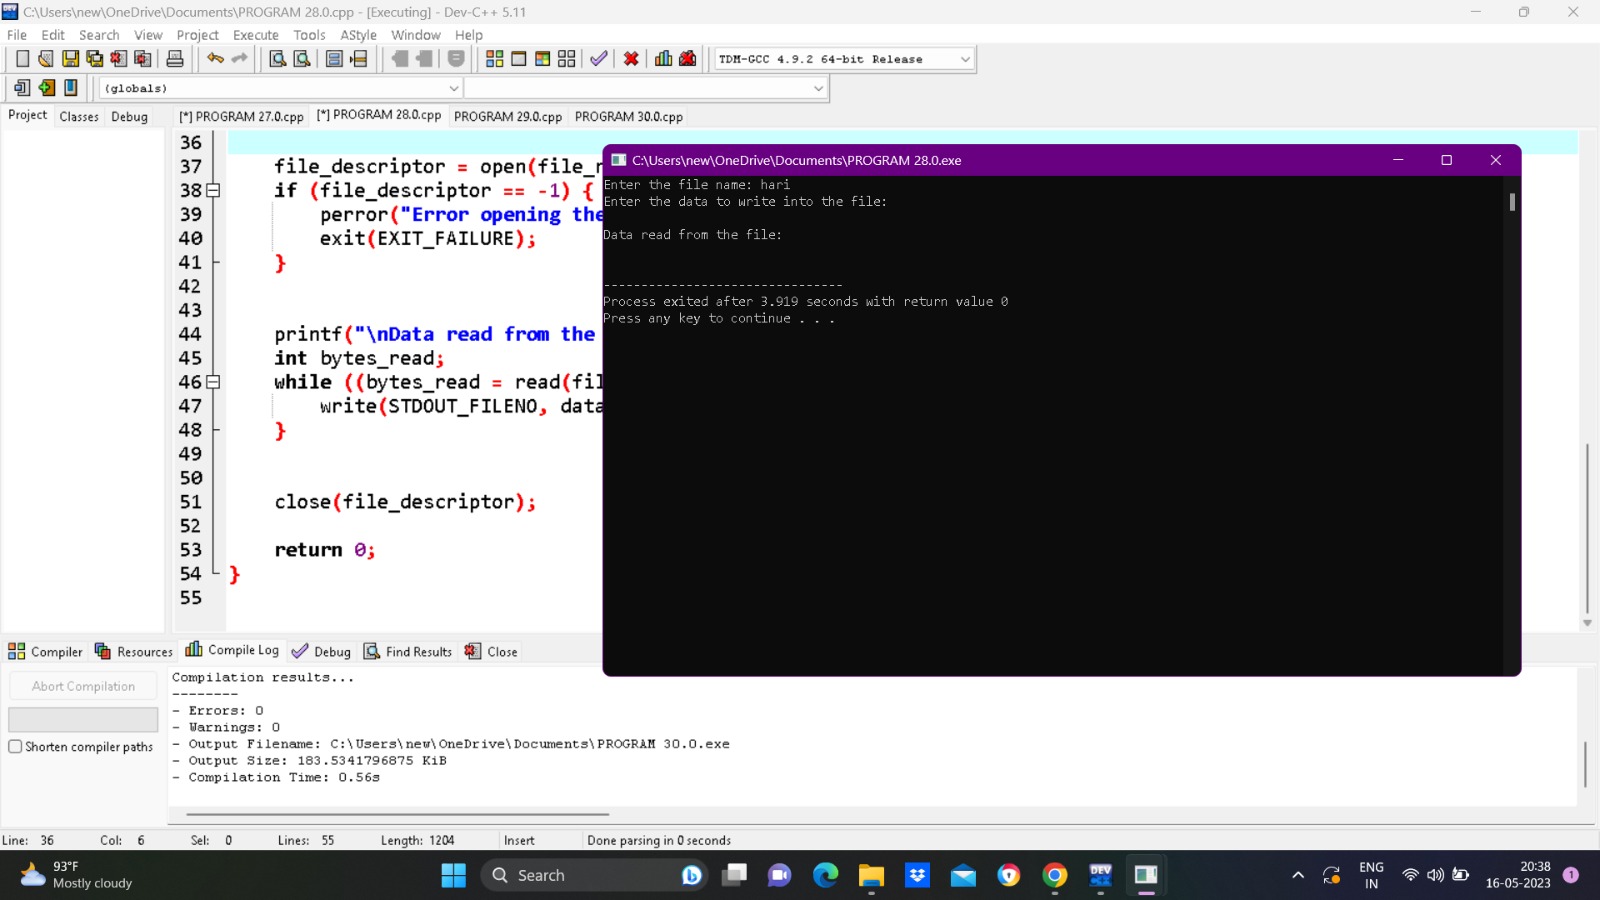 C:\Users\new\OneDrive\Documents\PROGRAM 28.0.cpp - [Executing] - Dev-C++ 5.11
File Edit Search View Project Execute Tools AStyle Window Help
TDM-GCC 4.9.2 64-bit Release
(globals)
Project Classes Debug [*] PROGRAM 27.0.cpp [*] PROGRAM 28.0.cpp PROGRAM 29.0.cpp PROGRAM 30.0.cpp
36
37 file_descriptor = open(file_n
38 if (file_descriptor == -1) {
39 perror("Error opening the
40 exit(EXIT_FAILURE);
41 }
42
43
44 printf("\nData read from the
45 int bytes_read;
46 while ((bytes_read = read(fil
47 write(STDOUT_FILENO, data
48 }
49
50
51 close(file_descriptor);
52
53 return 0;
54 }
55
C:\Users\new\OneDrive\Documents\PROGRAM 28.0.exe
Enter the file name: hari
Enter the data to write into the file:
Data read from the file:
--------------------------------
Process exited after 3.919 seconds with return value 0
Press any key to continue . . .
Compiler Resources Compile Log Debug Find Results Close
Abort Compilation
Shorten compiler paths
Compilation results...
--------
- Errors: 0
- Warnings: 0
- Output Filename: C:\Users\new\OneDrive\Documents\PROGRAM 30.0.exe
- Output Size: 183.5341796875 KiB
- Compilation Time: 0.56s
Line: 36 Col: 6 Sel: 0 Lines: 55 Length: 1204 Insert Done parsing in 0 seconds
93°F
Mostly cloudy
Search
DEV
ENG
IN
20:38
16-05-2023
1